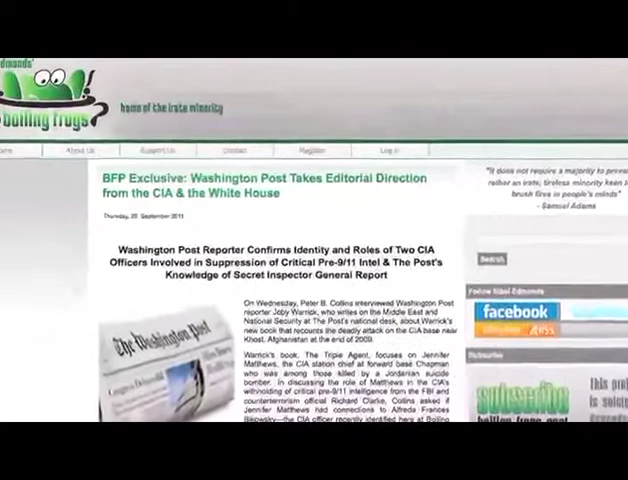 edmonds'
boiling frogs
home of the irate minority
About Us
Support Us
Contact
Register
Log in
BFP Exclusive: Washington Post Takes Editorial Direction
from the CIA & the White House
"It does not require a majority to prevail, but
rather an irate, tireless minority keen to
brush fires in people's minds"
- Samuel Adams
Washington Post Reporter Confirms Identity and Roles of Two CIA
Officers Involved in Suppression of Critical Pre-9/11 Intel & The Post's
Knowledge of Secret Inspector General Report
Search
Follow Sibel Edmonds
facebook
RSS
Subscribe
subscribe
The Washington Post
On Wednesday, Peter B. Collins interviewed Washington Post
reporter Joby Warrick, who writes on the Middle East and
National Security at The Post's national desk, about Warrick's
new book that recounts the deadly attack on the CIA base near
Khost, Afghanistan at the end of 2009.
Warrick's book, The Triple Agent, focuses on Jennifer
Matthews, the CIA station chief at forward base Chapman
who was among those killed by a Jordanian suicide
bomber. In discussing the role of Matthews in the CIA's
withholding of critical pre-9/11 intelligence from the FBI and
counterterrorism official Richard Clarke, Collins asked if
Jennifer Matthews had connections to Alfreda Frances
Bikowsky—the CIA officer recently identified here at Boiling